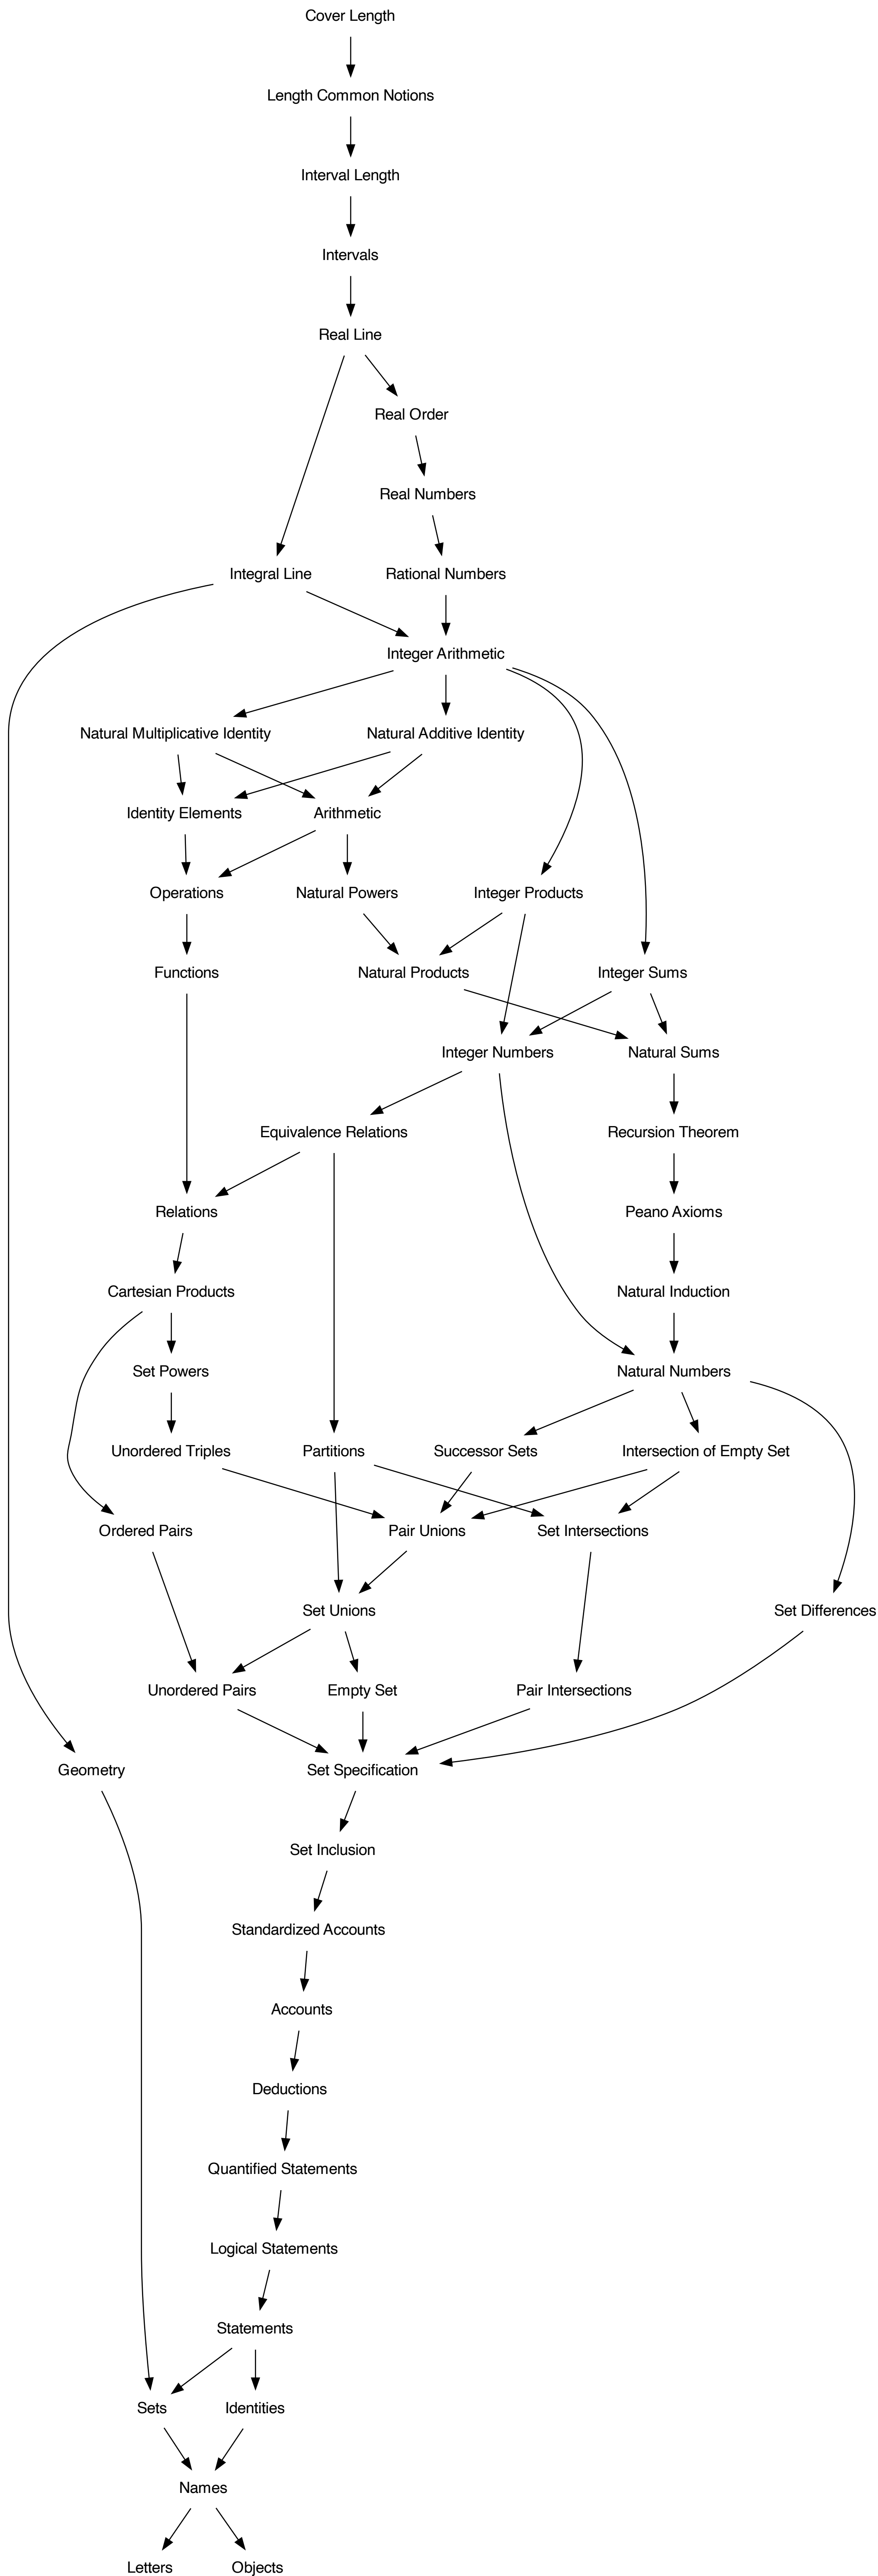 Cover Length
Length Common Notions
Interval Length
Intervals
Real Line
Real Order
Real Numbers
Integral Line
Rational Numbers
Integer Arithmetic
Natural Multiplicative Identity
Natural Additive Identity
Identity Elements
Arithmetic
Operations
Natural Powers
Integer Products
Functions
Natural Products
Integer Sums
Integer Numbers
Natural Sums
Equivalence Relations
Recursion Theorem
Relations
Peano Axioms
Cartesian Products
Natural Induction
Set Powers
Natural Numbers
Unordered Triples
Partitions
Successor Sets
Intersection of Empty Set
Ordered Pairs
Pair Unions
Set Intersections
Set Unions
Set Differences
Unordered Pairs
Empty Set
Pair Intersections
Geometry
Set Specification
Set Inclusion
Standardized Accounts
Accounts
Deductions
Quantified Statements
Logical Statements
Statements
Sets
Identities
Names
Letters
Objects